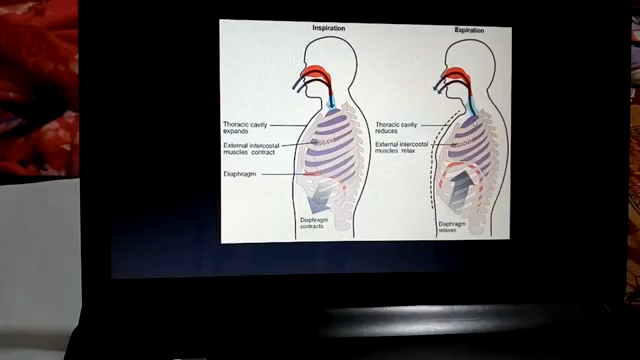 Inspiration
Thoracic cavity
expands
External intercostal
muscles contract
Diaphragm
Diaphragm
contracts
Expiration
Thoracic cavity
reduces
External intercostal
muscles relax
Diaphragm
relaxes